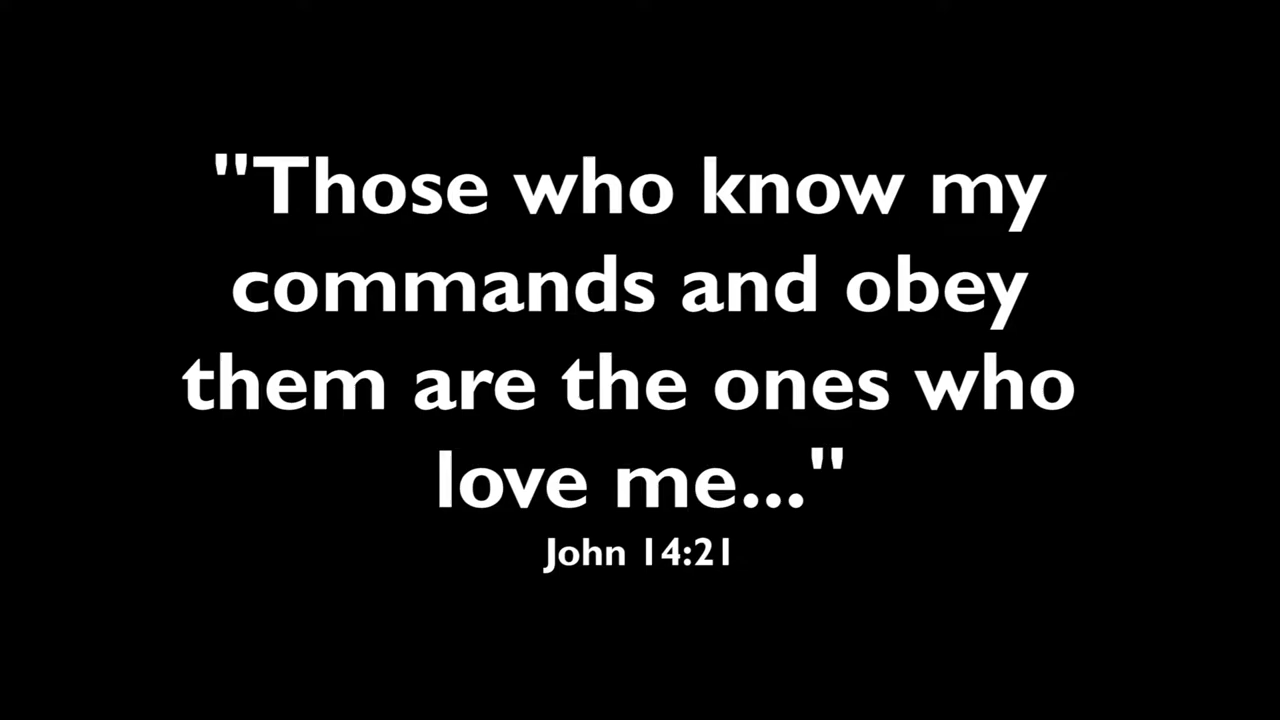 "Those who know my
commands and obey
them are the ones who
love me..."
John 14:21